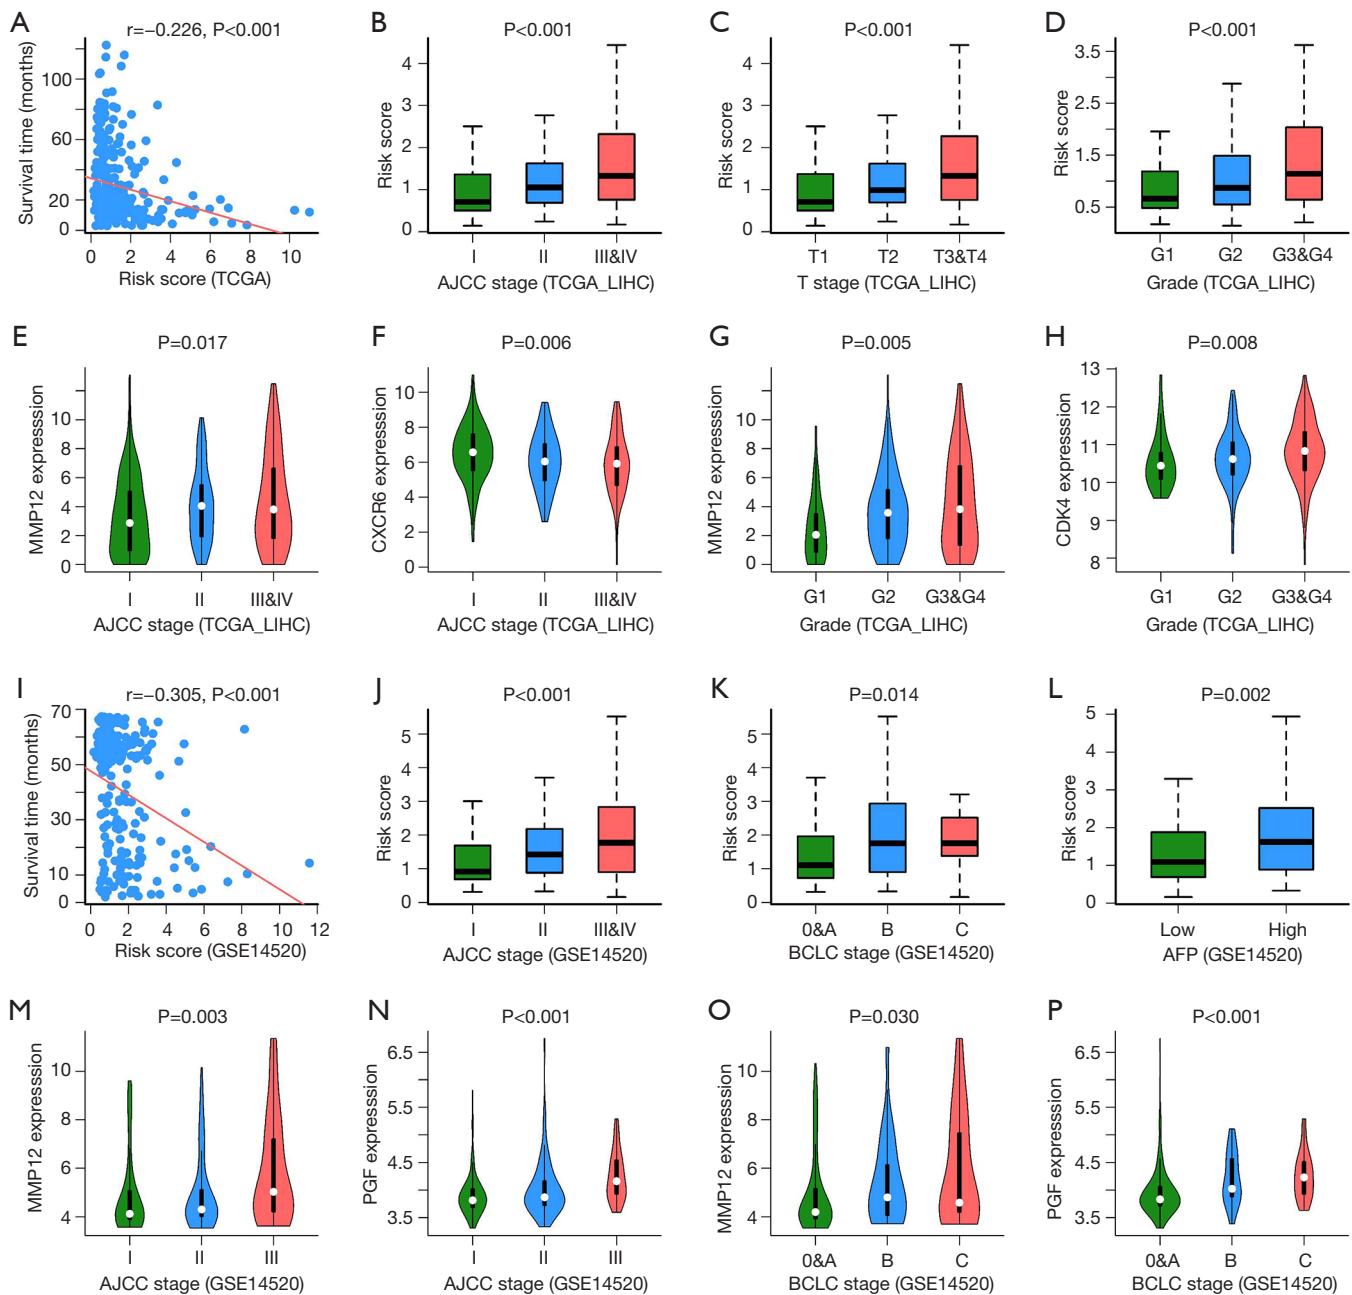 A
r=−0.226, P<0.001
Survival time (months)
100
60
20
0
0 2 4 6 8 10
Risk score (TCGA)
B
P<0.001
Risk score
4
3
2
1
0
I II III&IV
AJCC stage (TCGA_LIHC)
C
P<0.001
Risk score
4
3
2
1
0
T1 T2 T3&T4
T stage (TCGA_LIHC)
D
P<0.001
Risk score
3.5
2.5
1.5
0.5
G1 G2 G3&G4
Grade (TCGA_LIHC)
E
P=0.017
MMP12 expresssion
10
8
6
4
2
0
I II III&IV
AJCC stage (TCGA_LIHC)
F
P=0.006
CXCR6 expresssion
10
8
6
4
2
0
I II III&IV
AJCC stage (TCGA_LIHC)
G
P=0.005
MMP12 expresssion
10
8
6
4
2
0
G1 G2 G3&G4
Grade (TCGA_LIHC)
H
P=0.008
CDK4 expresssion
13
12
11
10
9
8
G1 G2 G3&G4
Grade (TCGA_LIHC)
I
r=−0.305, P<0.001
Survival time (months)
70
50
30
10
0
0 2 4 6 8 10 12
Risk score (GSE14520)
J
P<0.001
Risk score
5
4
3
2
1
0
I II III&IV
AJCC stage (GSE14520)
K
P=0.014
Risk score
5
4
3
2
1
0
0&A B C
BCLC stage (GSE14520)
L
P=0.002
Risk score
5
4
3
2
1
0
Low High
AFP (GSE14520)
M
P=0.003
MMP12 expresssion
10
8
6
4
I II III
AJCC stage (GSE14520)
N
P<0.001
PGF expresssion
6.5
5.5
4.5
3.5
I II III
AJCC stage (GSE14520)
O
P=0.030
MMP12 expresssion
10
8
6
4
0&A B C
BCLC stage (GSE14520)
P
P<0.001
PGF expresssion
6.5
5.5
4.5
3.5
0&A B C
BCLC stage (GSE14520)